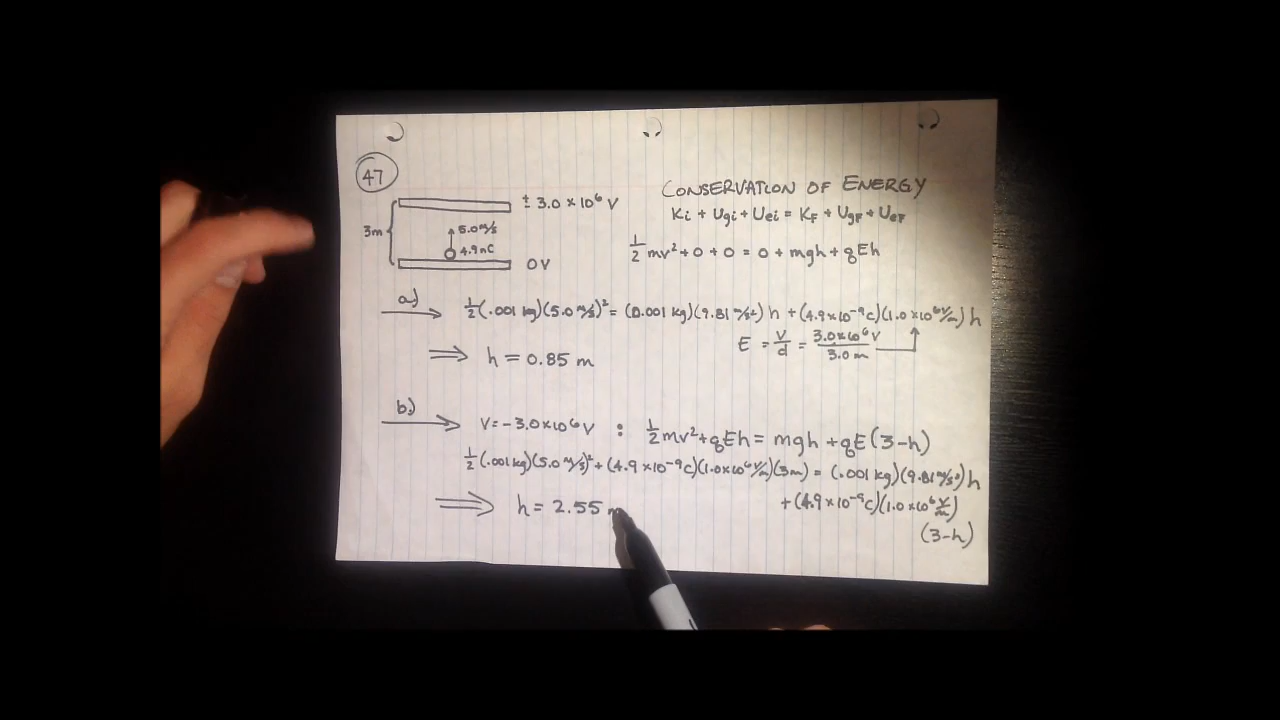 47
± 3.0 × 10⁶ V
3m
5.0 m/s
4.9 nC
0 V
CONSERVATION OF ENERGY
Ki + Ugi + Uei = KF + UgF + UeF
½ mv² + 0 + 0 = 0 + mgh + qEh
a)
½(.001 kg)(5.0 m/s)² = (0.001 kg)(9.81 m/s²) h + (4.9 × 10⁻⁹ C)(1.0 × 10⁶ V/m) h
E = V/d = 3.0 × 10⁶ V / 3.0 m
⇒ h = 0.85 m
b)
V = -3.0 × 10⁶ V : ½ mv² + qEh = mgh + qE (3-h)
½(.001 kg)(5.0 m/s)² + (4.9 × 10⁻⁹ C)(1.0 × 10⁶ V/m)(3m) = (.001 kg)(9.81 m/s²) h
+ (4.9 × 10⁻⁹ C)(1.0 × 10⁶ V/m)
(3-h)
⇒ h = 2.55 m